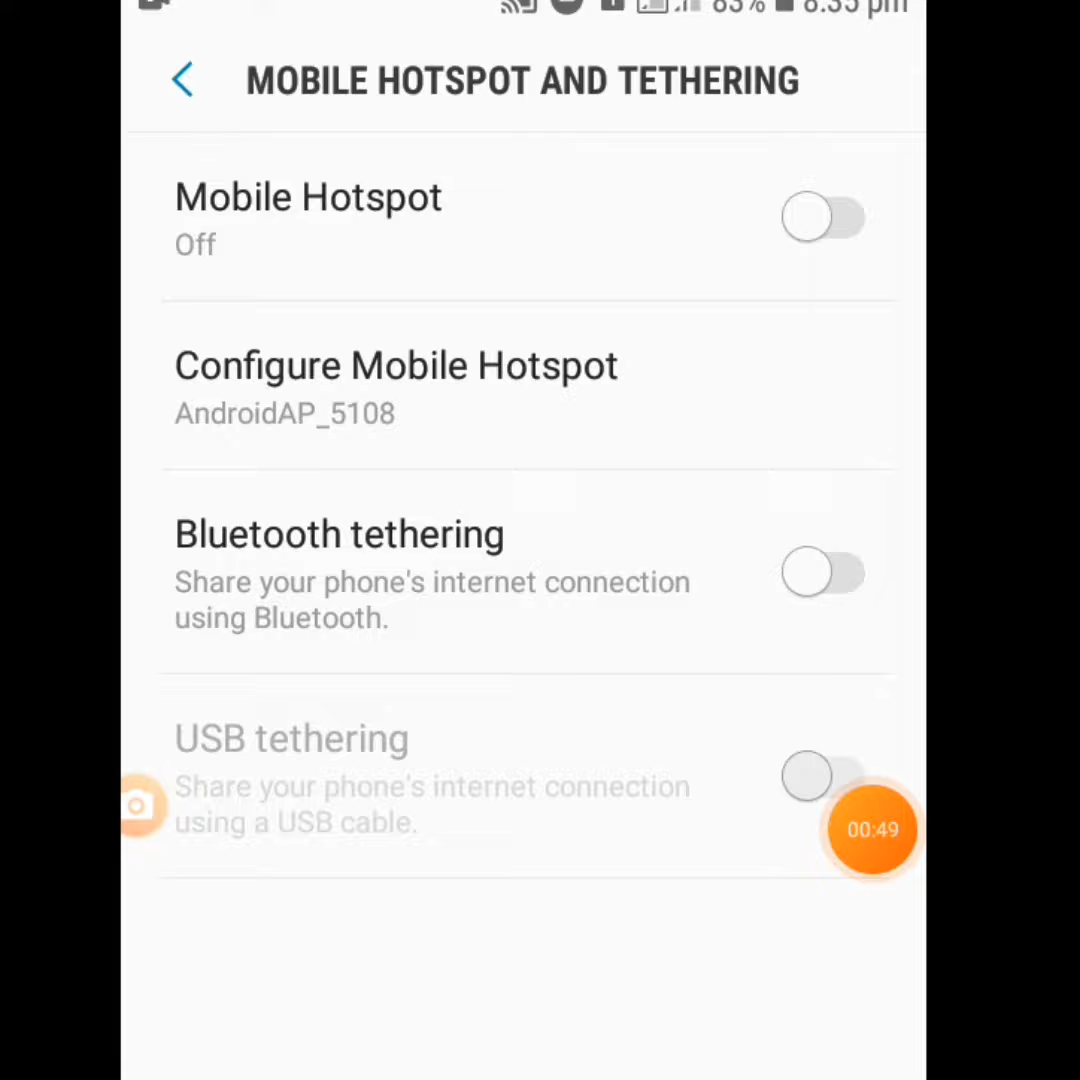 83% 8:35 pm
MOBILE HOTSPOT AND TETHERING
Mobile Hotspot
Off
Configure Mobile Hotspot
AndroidAP_5108
Bluetooth tethering
Share your phone's internet connection
using Bluetooth.
USB tethering
Share your phone's internet connection
using a USB cable.
00:49